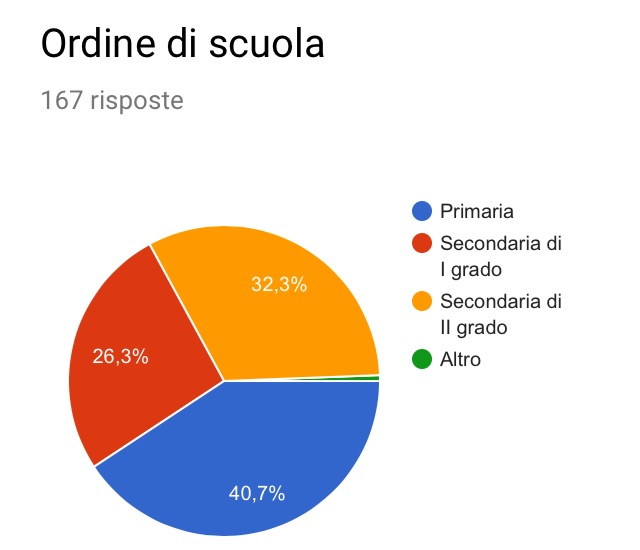 Ordine di scuola
167 risposte
Primaria
Secondaria di
I grado
Secondaria di
II grado
Altro
32,3%
26,3%
40,7%